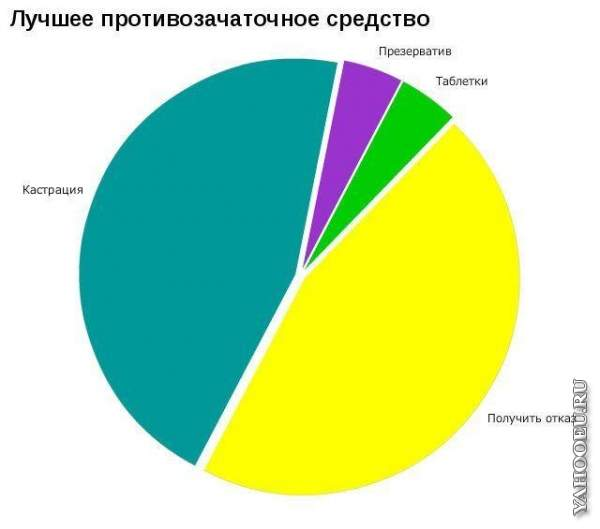 Лучшее противозачаточное средство
Презерватив
Таблетки
Кастрация
Получить отказ
YAHOOEU.RU